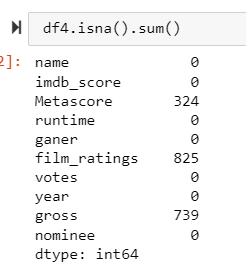 df4.isna().sum()
2]: name 0
imdb_score 0
Metascore 324
runtime 0
ganer 0
film_ratings 825
votes 0
year 0
gross 739
nominee 0
dtype: int64